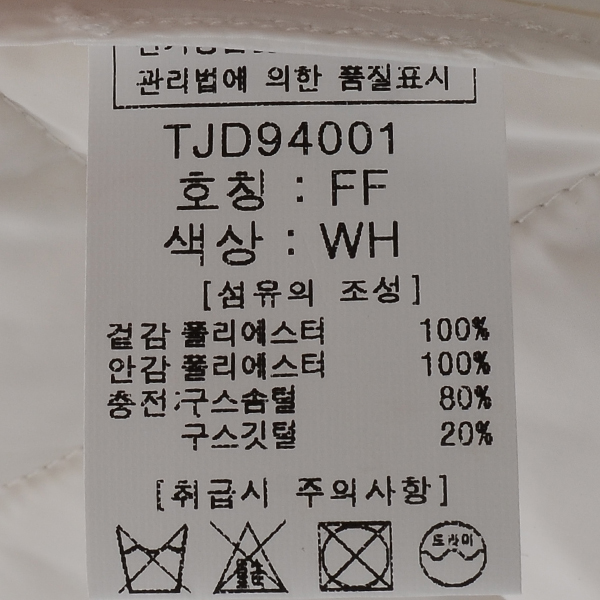 관리법에 의한 품질표시
TJD94001
호칭 : FF
색상 : WH
[섬유의 조성]
겉감 폴리에스터 100%
안감 폴리에스터 100%
충전 구스솜털 80%
구스깃털 20%
[취급시 주의사항]
드라이